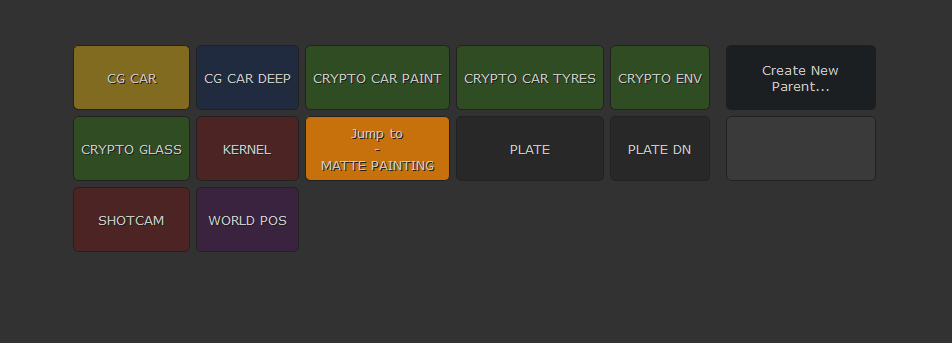 CG CAR
CG CAR DEEP
CRYPTO CAR PAINT
CRYPTO CAR TYRES
CRYPTO ENV
Create New
Parent...
CRYPTO GLASS
KERNEL
Jump to
-
MATTE PAINTING
PLATE
PLATE DN
SHOTCAM
WORLD POS